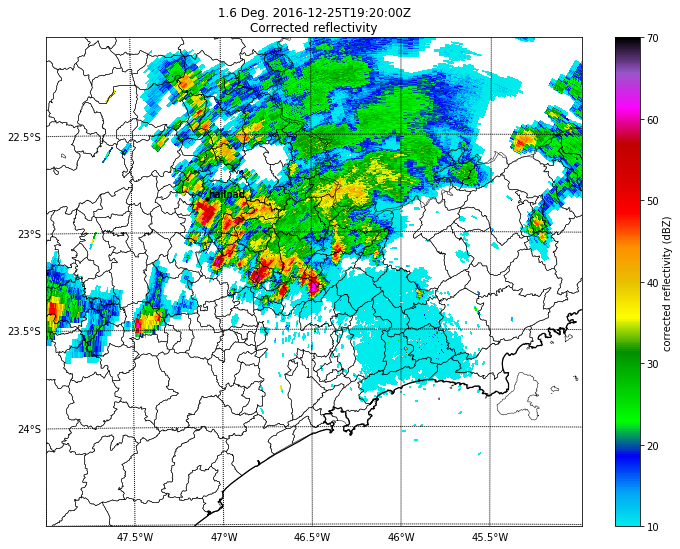 1.6 Deg. 2016-12-25T19:20:00Z
Corrected reflectivity
22.5°S
23°S
23.5°S
24°S
47.5°W
47°W
46.5°W
46°W
45.5°W
hailpad
70
60
50
40
30
20
10
corrected reflectivity (dBZ)